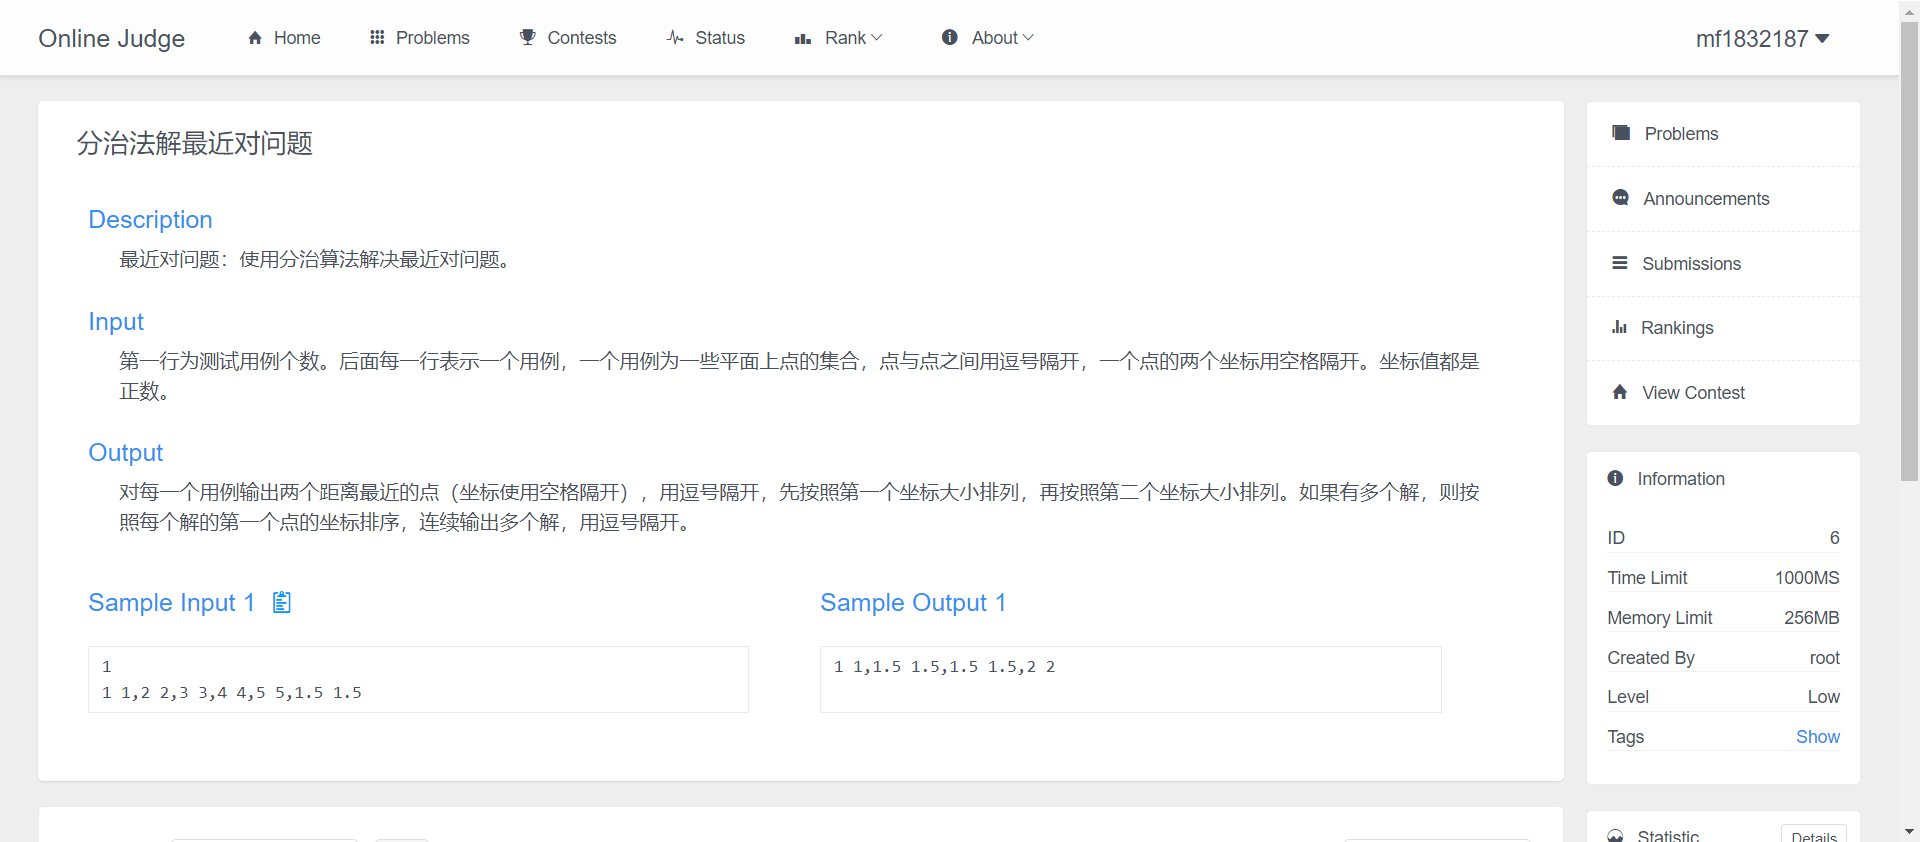 Online Judge
Home
Problems
Contests
Status
Rank
About
mf1832187
分治法解最近对问题
Description
最近对问题：使用分治算法解决最近对问题。
Input
第一行为测试用例个数。后面每一行表示一个用例，一个用例为一些平面上点的集合，点与点之间用逗号隔开，一个点的两个坐标用空格隔开。坐标值都是
正数。
Output
对每一个用例输出两个距离最近的点（坐标使用空格隔开），用逗号隔开，先按照第一个坐标大小排列，再按照第二个坐标大小排列。如果有多个解，则按
照每个解的第一个点的坐标排序，连续输出多个解，用逗号隔开。
Sample Input 1
1
1 1,2 2,3 3,4 4,5 5,1.5 1.5
Sample Output 1
1 1,1.5 1.5,1.5 1.5,2 2
Problems
Announcements
Submissions
Rankings
View Contest
Information
ID 6
Time Limit 1000MS
Memory Limit 256MB
Created By root
Level Low
Tags Show
Statistic Details